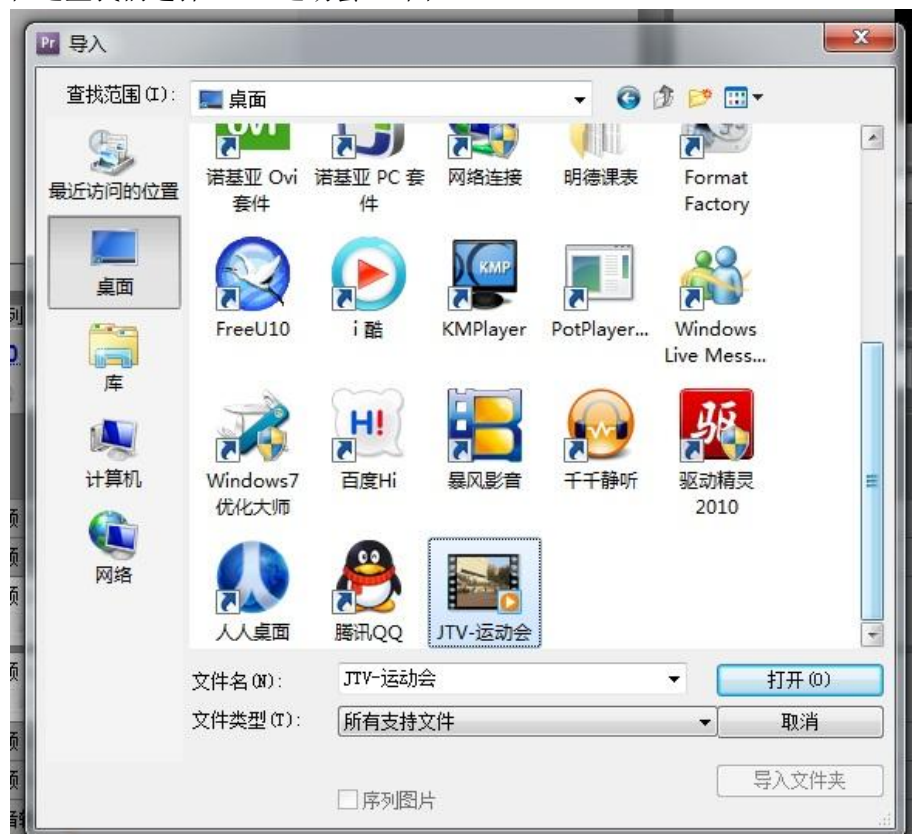 Pr 导入
查找范围(I): 桌面
最近访问的位置
桌面
库
计算机
网络
OVI
诺基亚 Ovi 套件
诺基亚 PC 套件
网络连接
明德课表
Format Factory
FreeU10
i酷
KMP
KMPlayer
PotPlayer...
Windows Live Mess...
Windows7 优化大师
H!
百度Hi
暴风影音
千千静听
驱
驱动精灵 2010
人人桌面
腾讯QQ
JTV-运动会
文件名(N): JTV-运动会
打开(O)
文件类型(T): 所有支持文件
取消
导入文件夹
序列图片